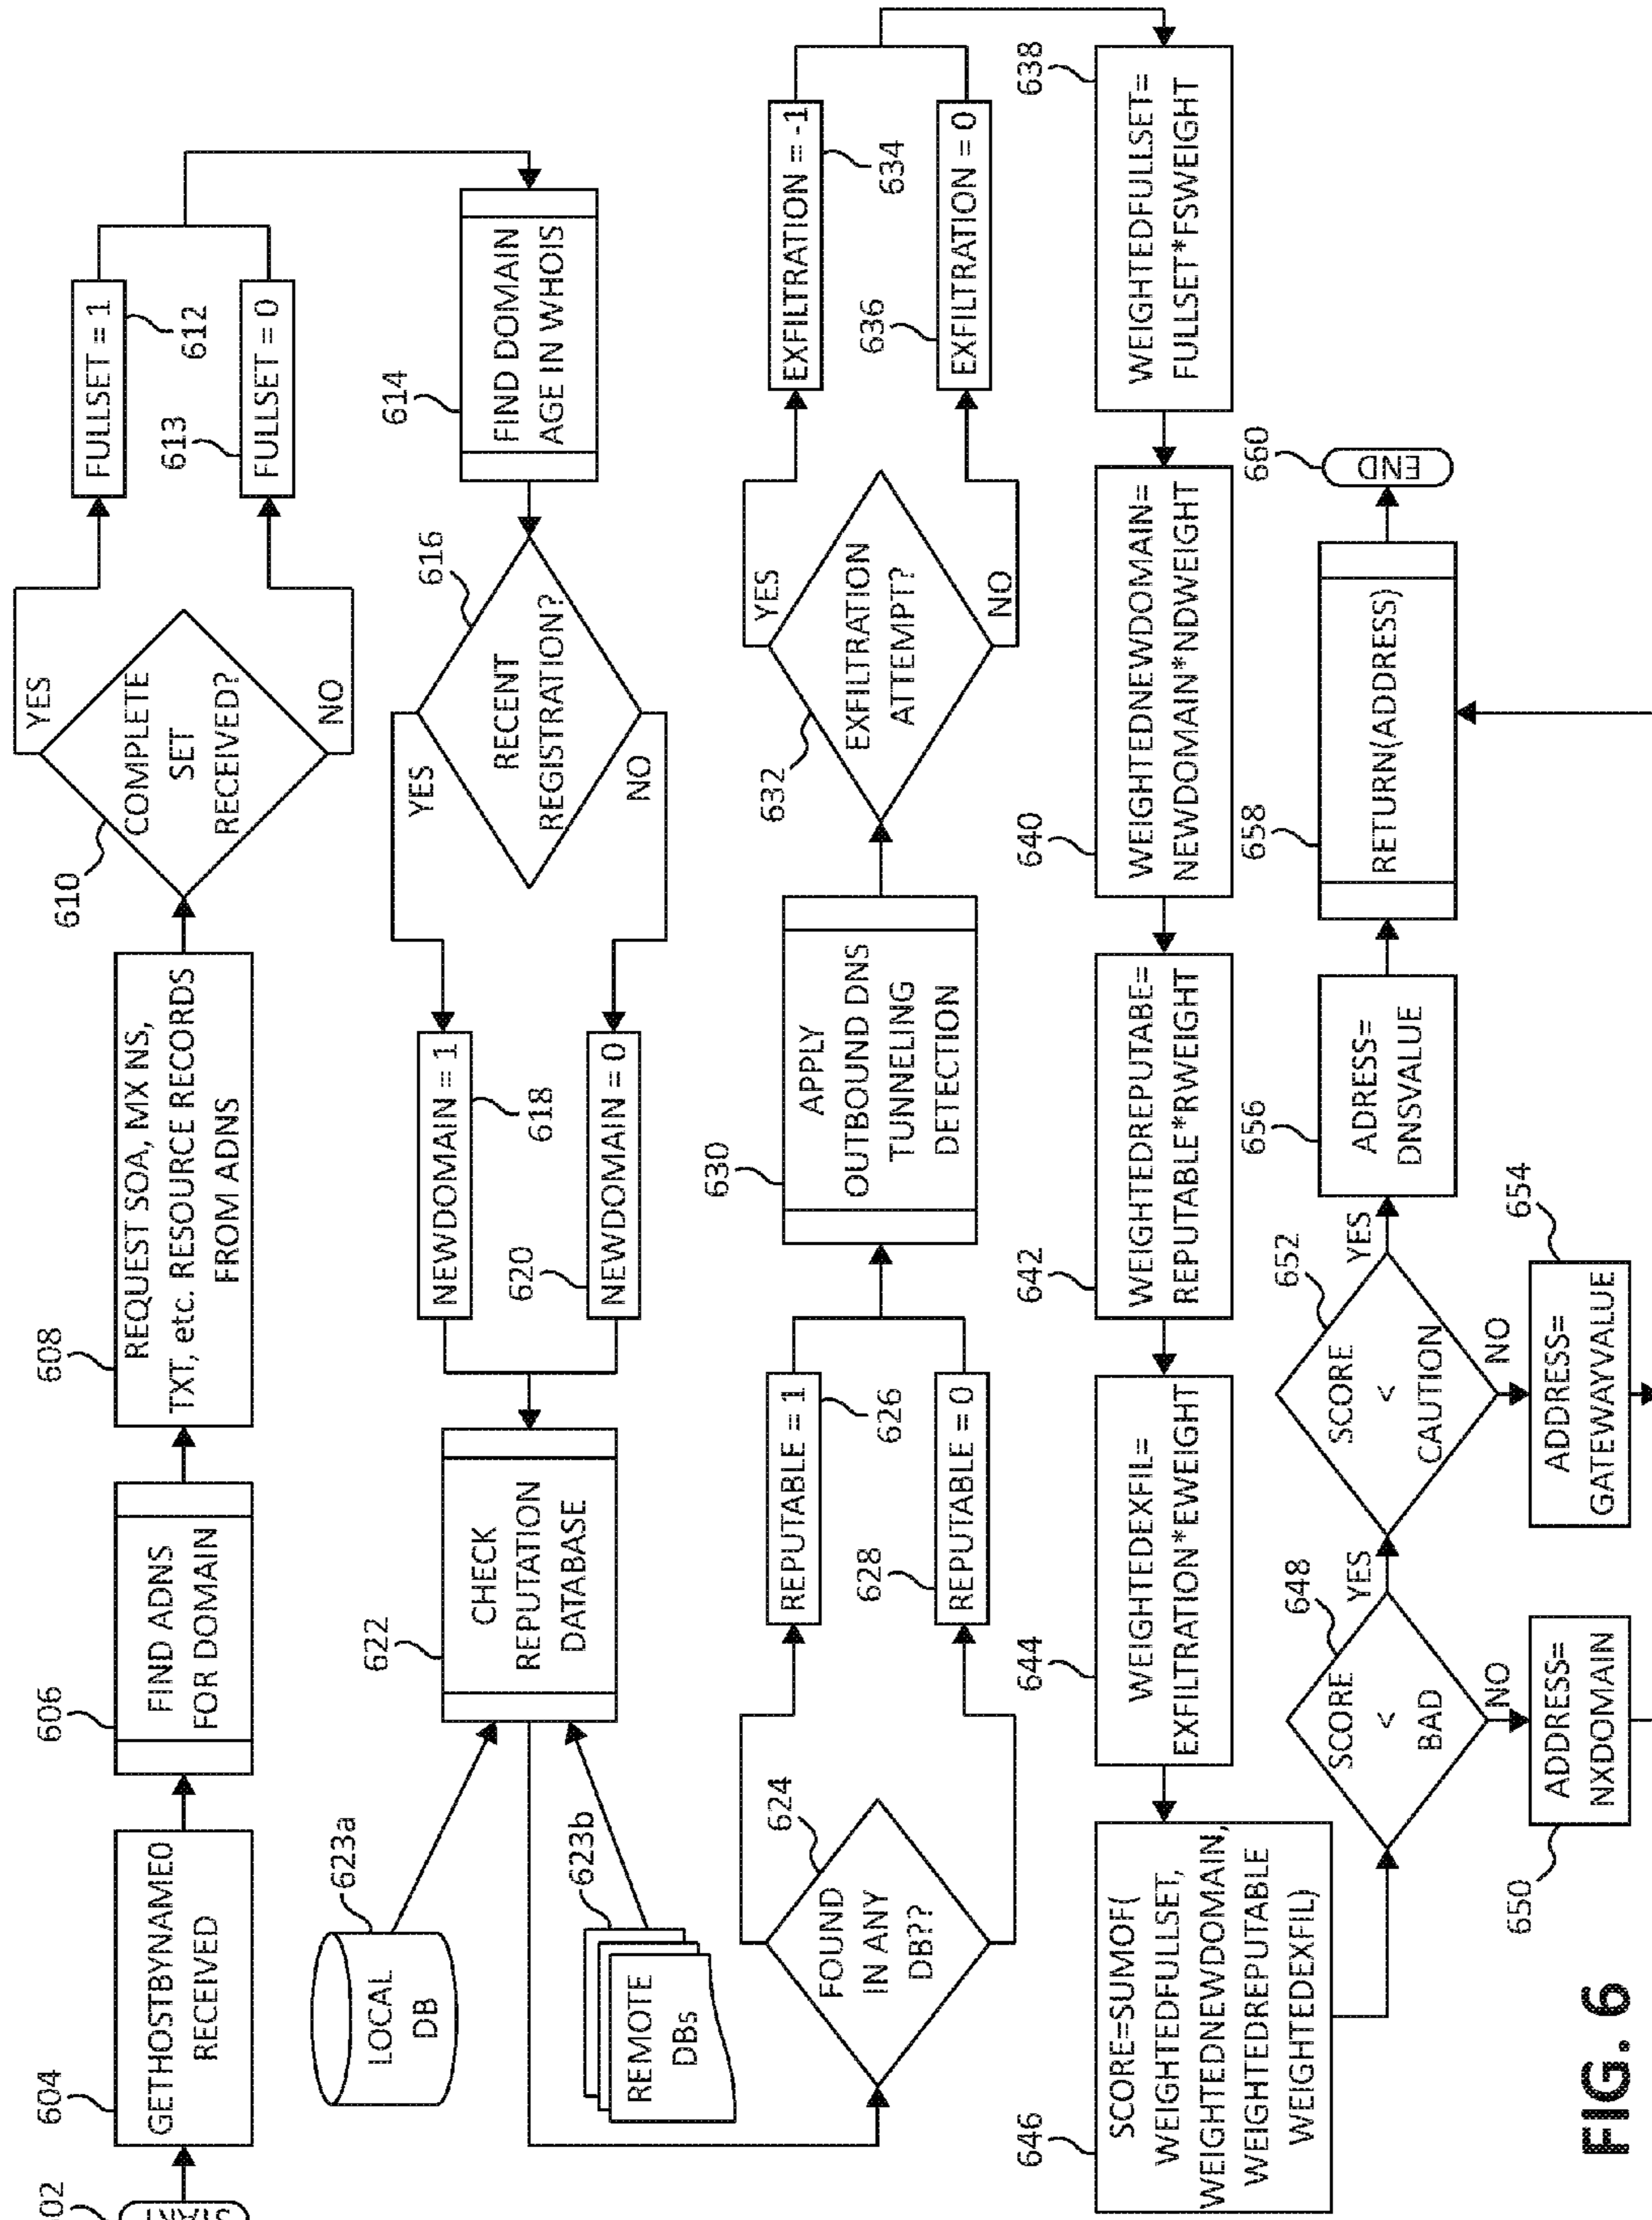 602
604
GETHOSTBYNAME0
RECEIVED
606
FIND ADNS
FOR DOMAIN
608
REQUEST SOA, MX NS,
TXT, etc. RESOURCE RECORDS
FROM ADNS
610
COMPLETE
SET
RECEIVED?
YES
NO
FULLSET = 1
612
613
FULLSET = 0
614
FIND DOMAIN
AGE IN WHOIS
616
RECENT
REGISTRATION?
YES
NO
NEWDOMAIN = 1
618
620
NEWDOMAIN = 0
622
CHECK
REPUTATION
DATABASE
623a
LOCAL
DB
623b
REMOTE
DBs
624
FOUND
IN ANY
DB??
REPUTABLE = 1
626
628
REPUTABLE = 0
630
APPLY
OUTBOUND DNS
TUNNELING
DETECTION
632
EXFILTRATION
ATTEMPT?
YES
NO
EXFILTRATION = -1
634
636
EXFILTRATION = 0
638
WEIGHTEDFULLSET=
FULLSET*FSWEIGHT
640
WEIGHTEDNEWDOMAIN=
NEWDOMAIN*NDWEIGHT
642
WEIGHTEDREPUTABE=
REPUTABLE*RWEIGHT
644
WEIGHTEDEXFIL=
EXFILTRATION*EWEIGHT
646
SCORE=SUMOF(
WEIGHTEDFULLSET,
WEIGHTEDNEWDOMAIN,
WEIGHTEDREPUTABLE
WEIGHTEDEXFIL)
648
SCORE
<
BAD
YES
NO
650
ADDRESS=
NXDOMAIN
652
SCORE
<
CAUTION
YES
NO
654
ADDRESS=
GATEWAYVALUE
656
ADRESS=
DNSVALUE
658
RETURN(ADDRESS)
660
END
FIG. 6